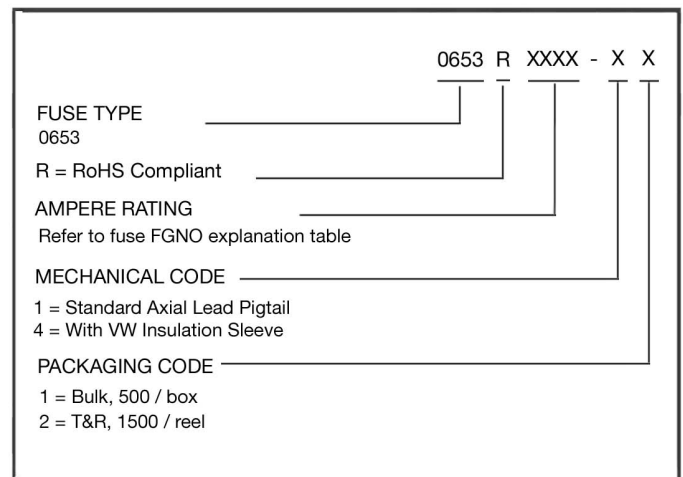 0653 R XXXX - X X
FUSE TYPE
0653
R = RoHS Compliant
AMPERE RATING
Refer to fuse FGNO explanation table
MECHANICAL CODE
1 = Standard Axial Lead Pigtail
4 = With VW Insulation Sleeve
PACKAGING CODE
1 = Bulk, 500 / box
2 = T&R, 1500 / reel